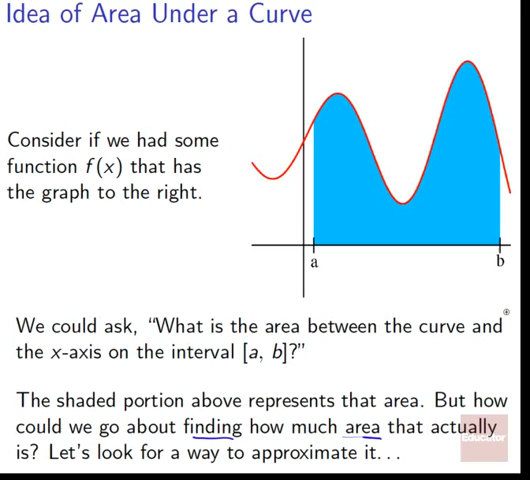 Idea of Area Under a Curve
Consider if we had some
function f(x) that has
the graph to the right.
a
b
We could ask, “What is the area between the curve and
the x-axis on the interval [a, b]?”
The shaded portion above represents that area. But how
could we go about finding how much area that actually
is? Let's look for a way to approximate it...
Educator